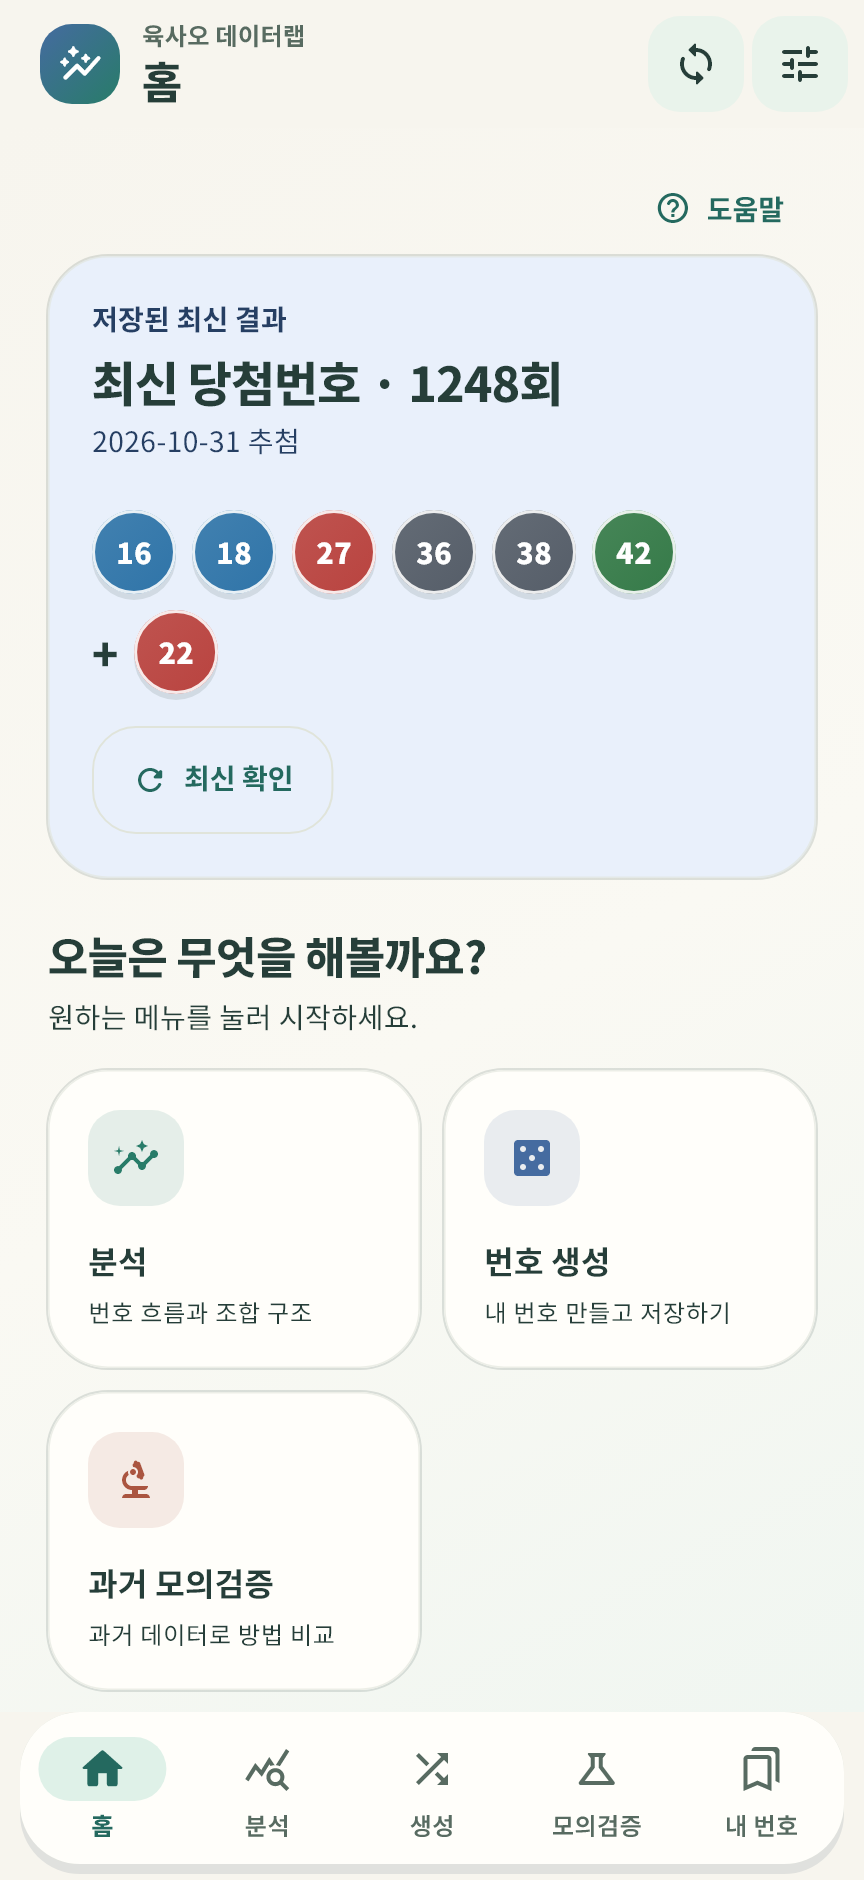 육사오 데이터랩
홈
도움말
저장된 최신 결과
최신 당첨번호 · 1248회
2026-10-31 추첨
16 18 27 36 38 42
+ 22
최신 확인
오늘은 무엇을 해볼까요?
원하는 메뉴를 눌러 시작하세요.
분석
번호 흐름과 조합 구조
번호 생성
내 번호 만들고 저장하기
과거 모의검증
과거 데이터로 방법 비교
홈 분석 생성 모의검증 내 번호